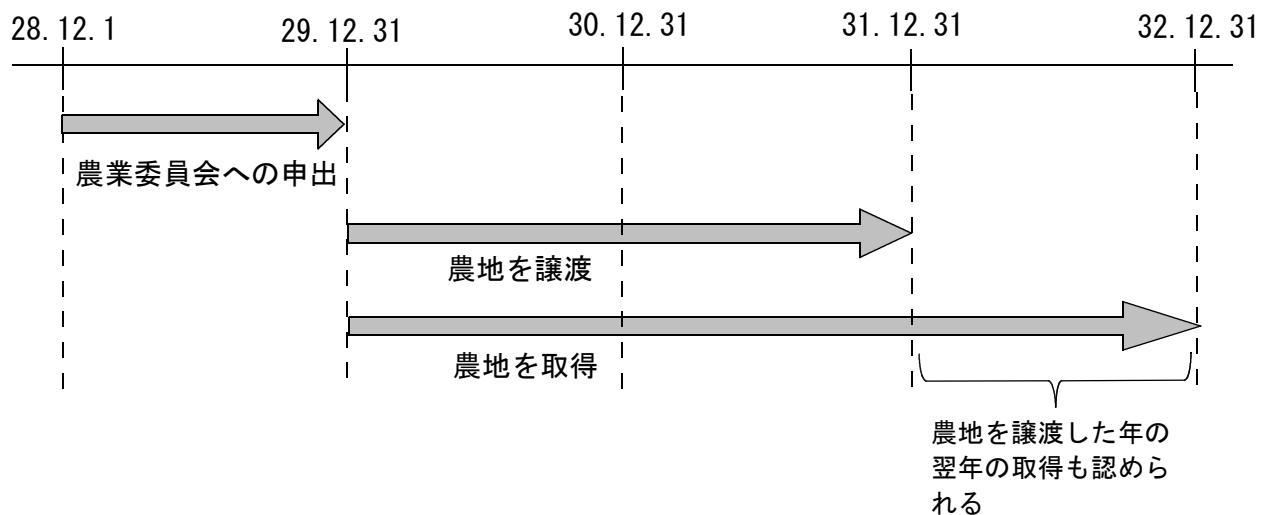 28.12.1
29.12.31
30.12.31
31.12.31
32.12.31
農業委員会への申出
農地を譲渡
農地を取得
農地を譲渡した年の
翌年の取得も認めら
れる